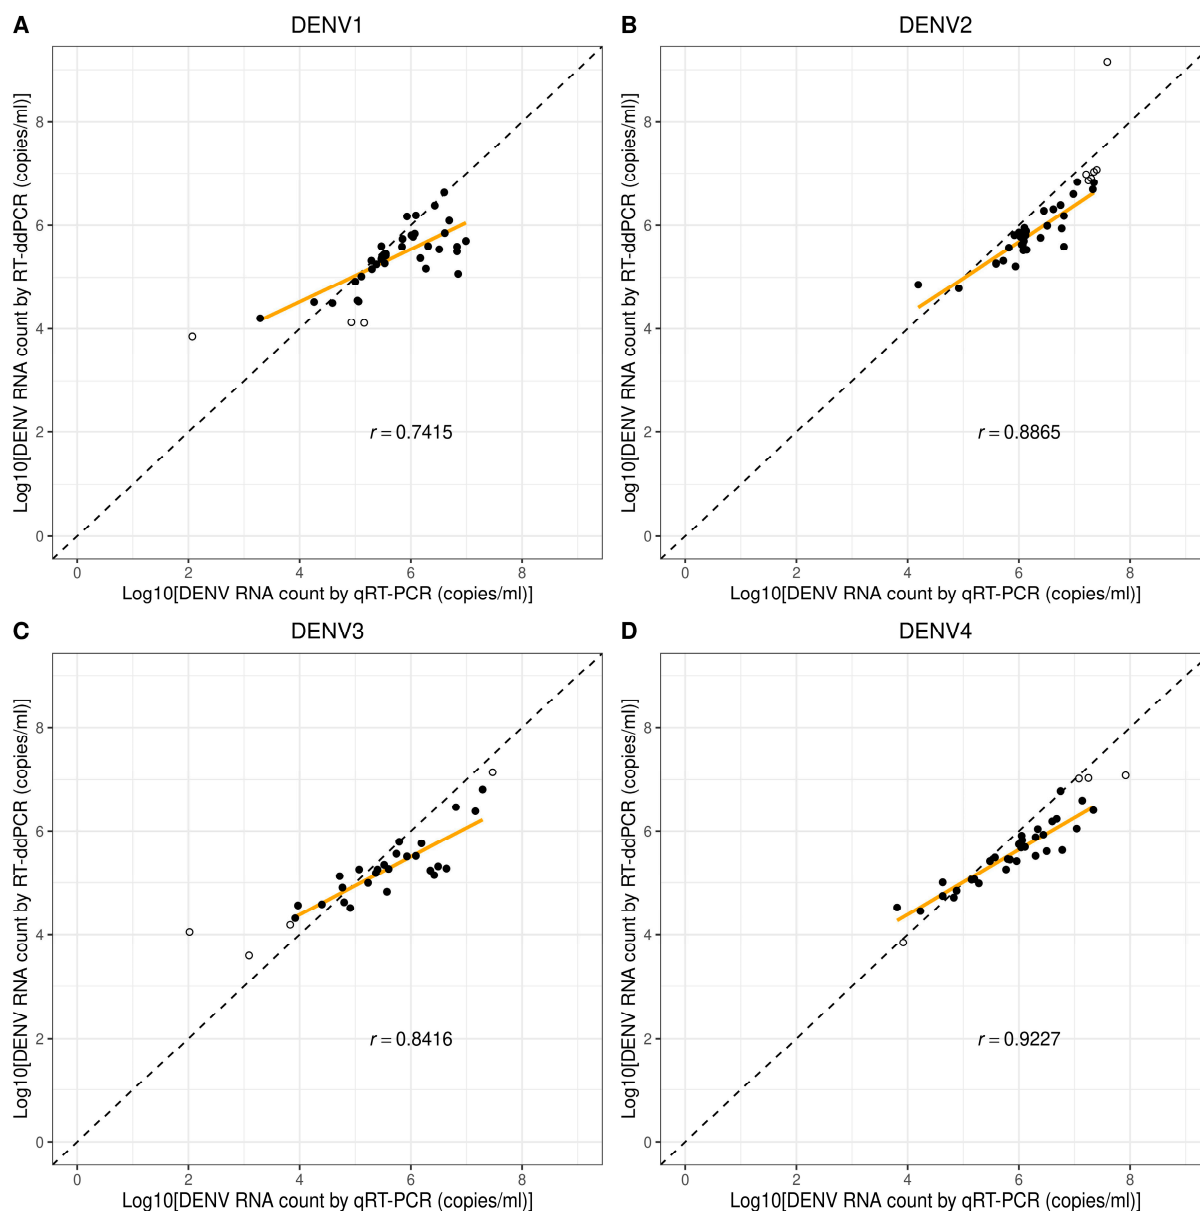 A
DENV1
Log10[DENV RNA count by RT-ddPCR (copies/ml)]
8
6
4
2
0
r = 0.7415
0 2 4 6 8
Log10[DENV RNA count by qRT-PCR (copies/ml)]
B
DENV2
Log10[DENV RNA count by RT-ddPCR (copies/ml)]
8
6
4
2
0
r = 0.8865
0 2 4 6 8
Log10[DENV RNA count by qRT-PCR (copies/ml)]
C
DENV3
Log10[DENV RNA count by RT-ddPCR (copies/ml)]
8
6
4
2
0
r = 0.8416
0 2 4 6 8
Log10[DENV RNA count by qRT-PCR (copies/ml)]
D
DENV4
Log10[DENV RNA count by RT-ddPCR (copies/ml)]
8
6
4
2
0
r = 0.9227
0 2 4 6 8
Log10[DENV RNA count by qRT-PCR (copies/ml)]